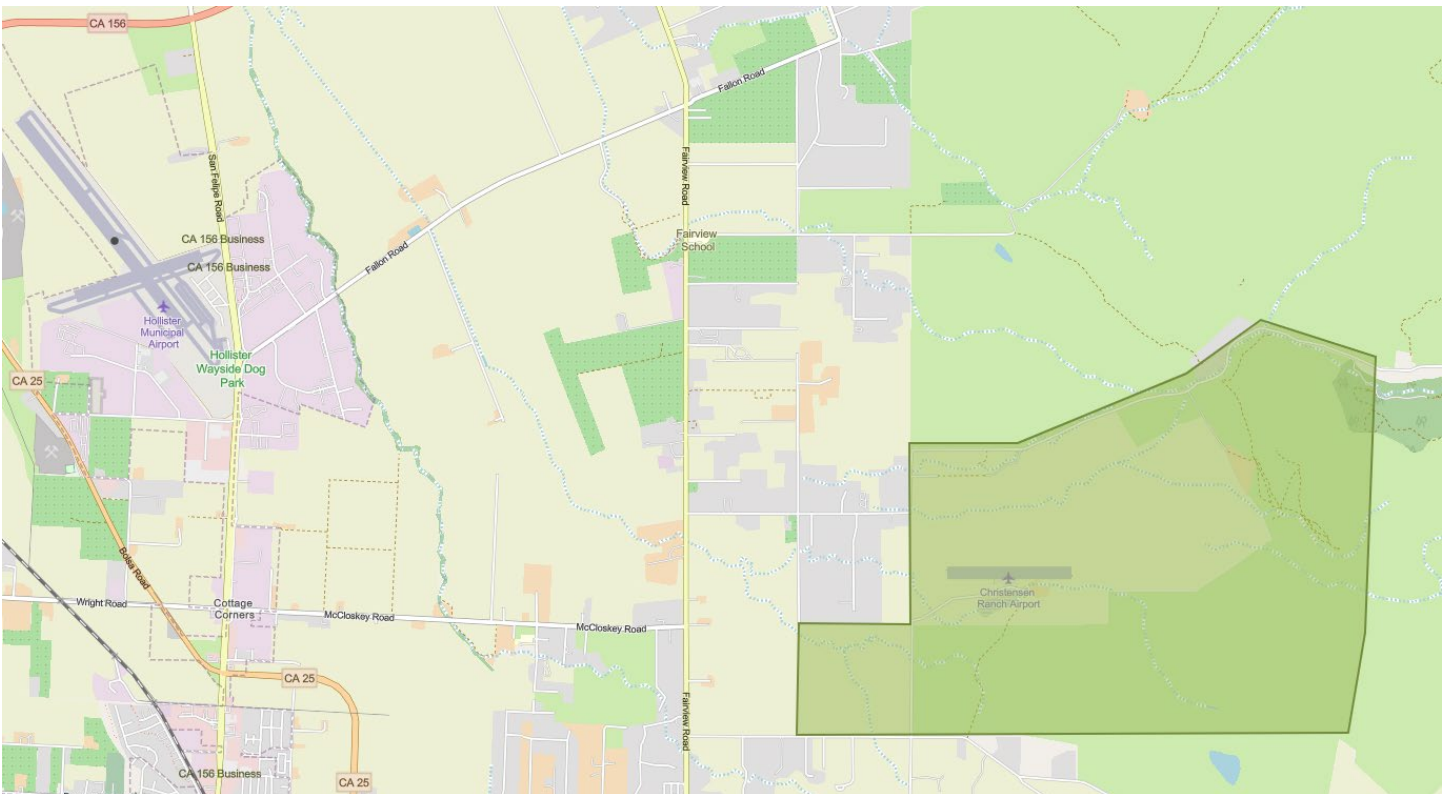 CA 156
Fallon Road
San Felipe Road
Fairview Road
CA 156 Business
Fairview
School
Fallon Road
CA 156 Business
Hollister
Municipal
Airport
Hollister
Wayside Dog
Park
CA 25
Bolsa Road
Christensen
Ranch Airport
Wright Road
Cottage
Corners
McCloskey Road
McCloskey Road
CA 25
Fairview Road
CA 156 Business
CA 25